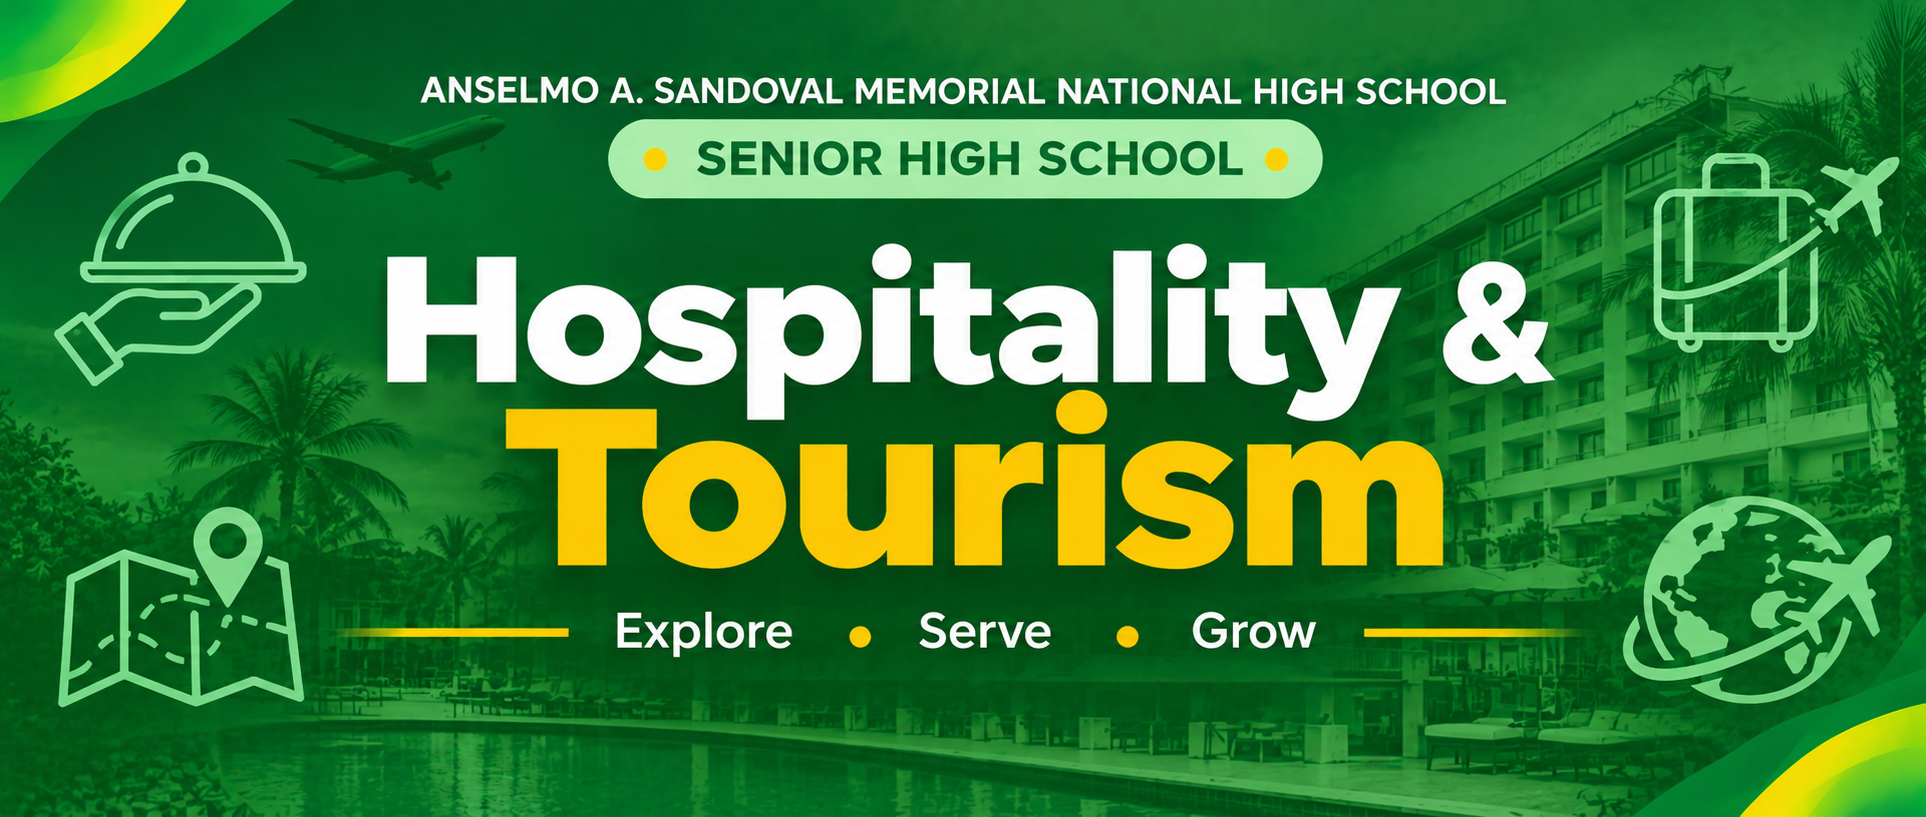 ANSELMO A. SANDOVAL MEMORIAL NATIONAL HIGH SCHOOL
SENIOR HIGH SCHOOL
Hospitality &
Tourism
Explore • Serve • Grow